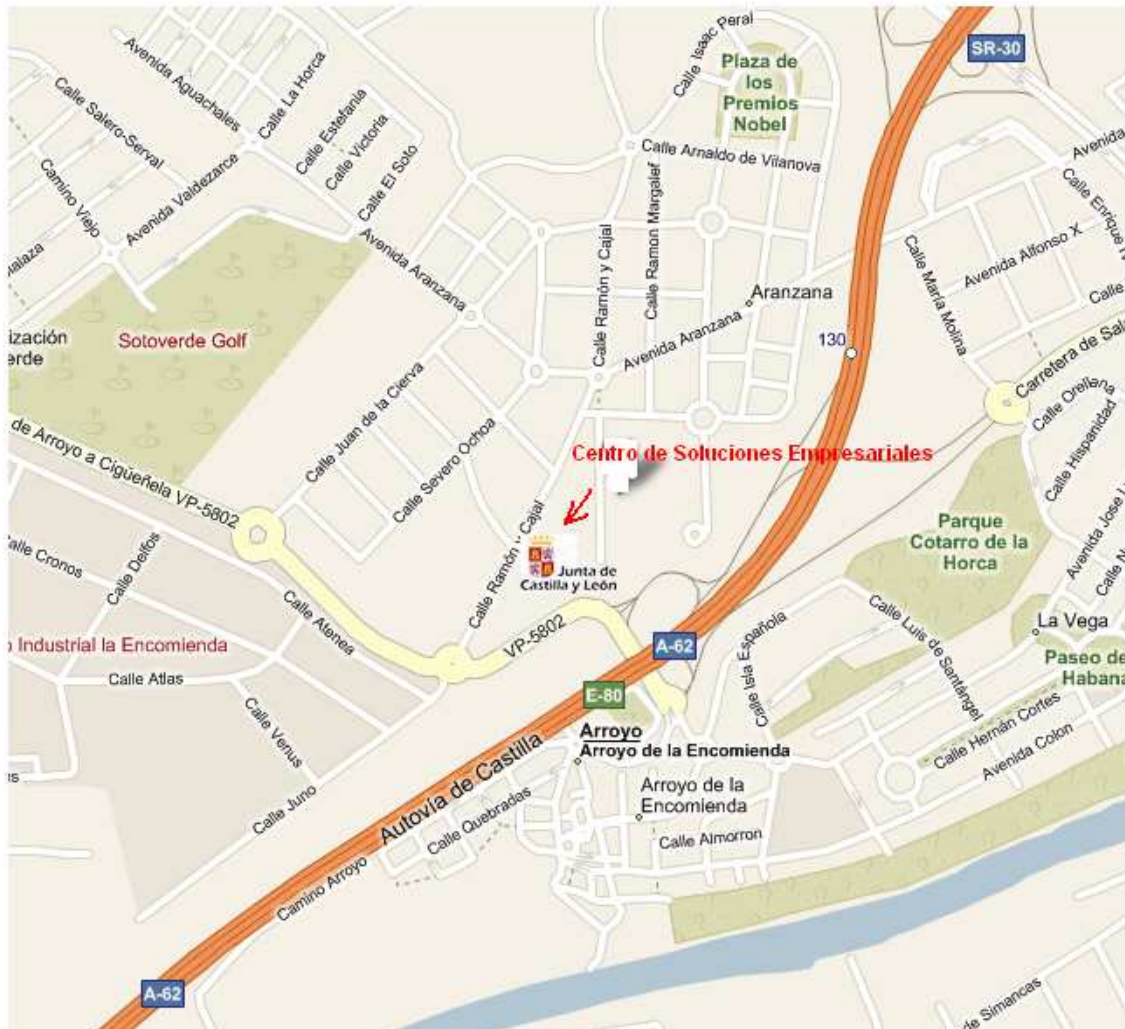 SR-30
Calle Isaac Peral
Plaza de
los
Premios
Nobel
Avenida Aguachales
Calle La Horca
Calle Salero-Serval
Calle Estefania
Calle Victoria
Calle El Soto
Camino Viejo
Avenida Valdezarce
Avenida Aranzana
Calle Arnaldo de Vilanova
Calle Ramon Margalef
Calle Ramón y Cajal
Avenida
Calle Enrique
Avenida Alfonso X
Calle María Molina
Calle
Aranzana
Avenida Aranzana
130
Carretera de Sala
Calle Orellana
Calle Hispanidad
ización
erde
Sotoverde Golf
Calle Juan de la Cierva
Calle Severo Ochoa
de Arroyo a Cigüeñela VP-5802
Centro de Soluciones Empresariales
Calle Ramón y Cajal
Junta de
Castilla y León
Parque
Cotarro de la
Horca
Avenida Jose L
Calle N
Calle Cronos
Calle Delfos
Calle Atenea
o Industrial la Encomienda
Calle Atlas
Calle Venus
Calle Juno
VP-5802
A-62
E-80
Calle Isla Española
Calle Luis de Santángel
La Vega
Paseo de
Habana
Calle Hernán Cortes
Avenida Colon
Arroyo
Arroyo de la Encomienda
Arroyo de la
Encomienda
Autovía de Castilla
Calle Quebradas
Calle Almorron
Camino Arroyo
A-62
de Simancas